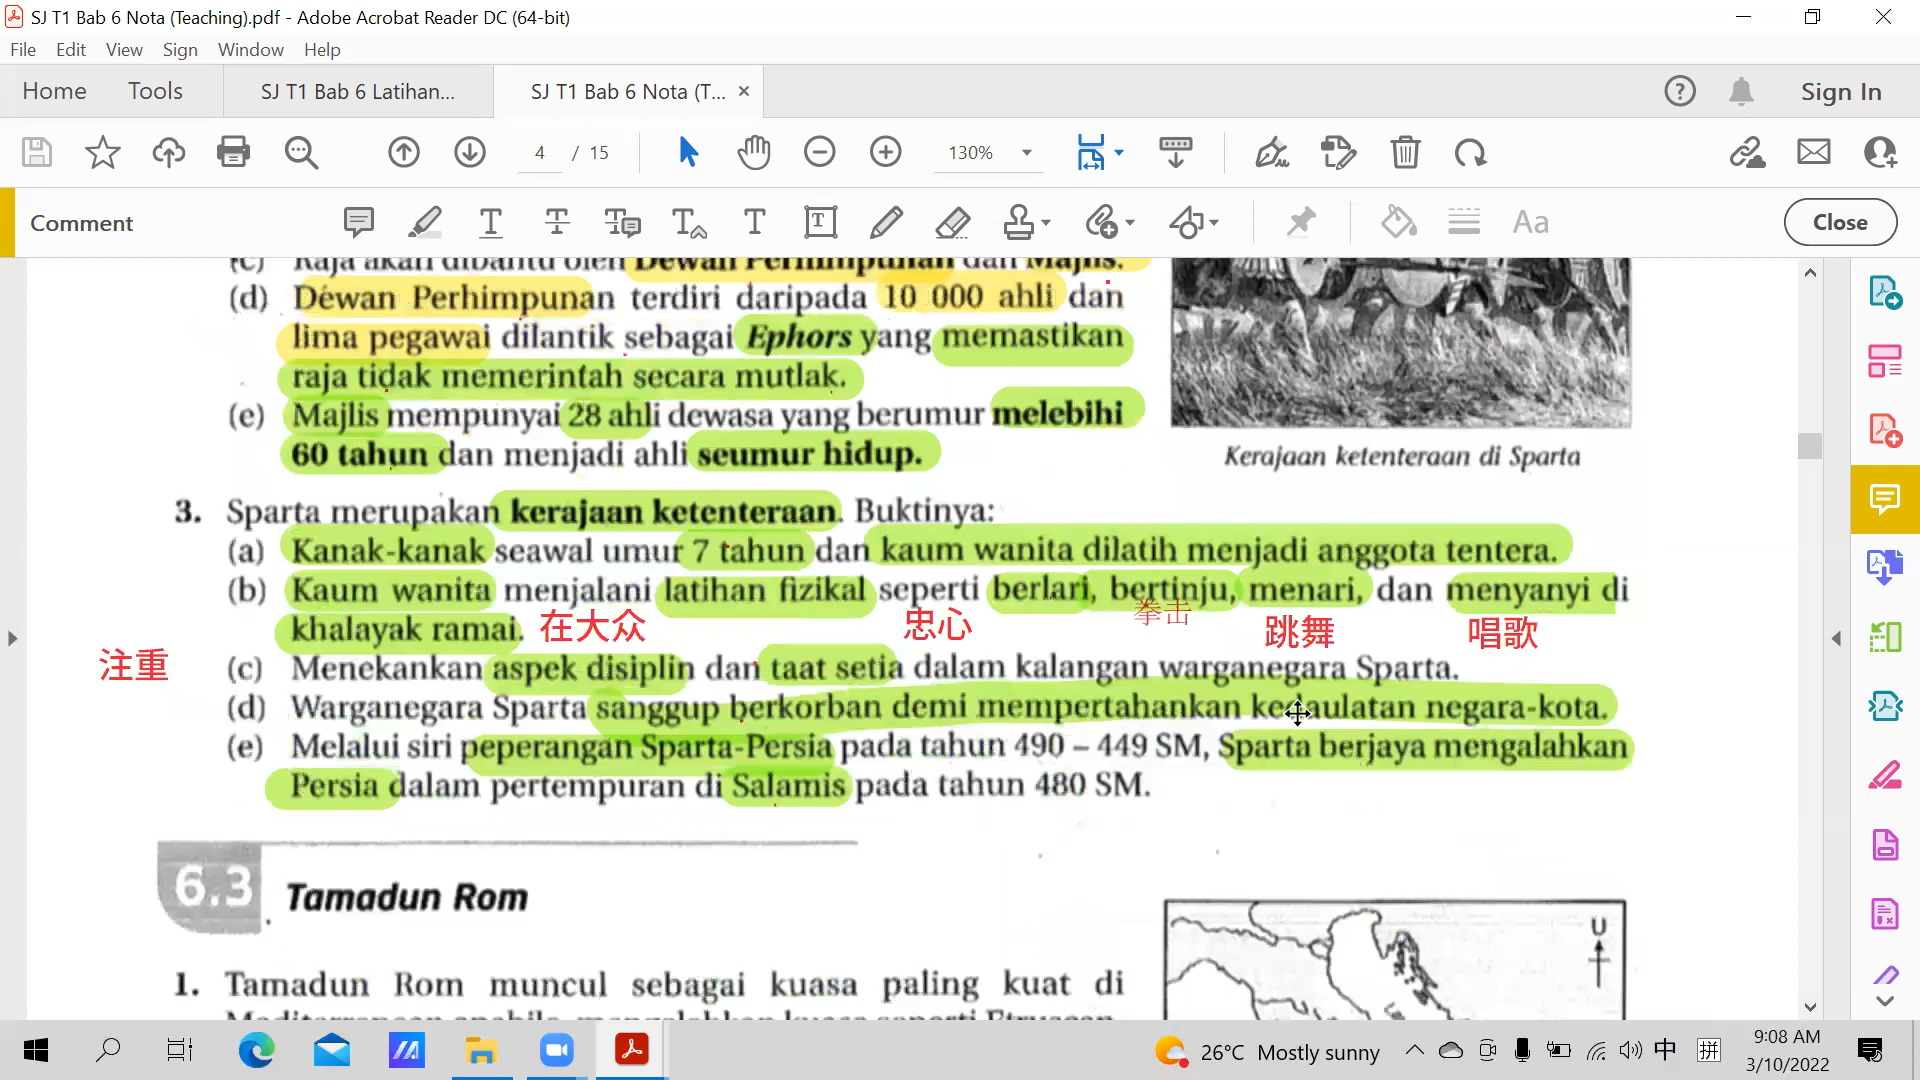 SJ T1 Bab 6 Nota (Teaching).pdf - Adobe Acrobat Reader DC (64-bit)
File Edit View Sign Window Help
Home Tools SJ T1 Bab 6 Latihan... SJ T1 Bab 6 Nota (T... × Sign In
4 / 15 130%
Comment Aa Close
(c) Raja akan dibantu oleh Dewan Perhimpunan dan Majlis.
(d) Dewan Perhimpunan terdiri daripada 10 000 ahli dan
lima pegawai dilantik sebagai Ephors yang memastikan
raja tidak memerintah secara mutlak.
(e) Majlis mempunyai 28 ahli dewasa yang berumur melebihi
60 tahun dan menjadi ahli seumur hidup.
Kerajaan ketenteraan di Sparta
3. Sparta merupakan kerajaan ketenteraan. Buktinya:
(a) Kanak-kanak seawal umur 7 tahun dan kaum wanita dilatih menjadi anggota tentera.
(b) Kaum wanita menjalani latihan fizikal seperti berlari, bertinju, menari, dan menyanyi di
拳击
khalayak ramai. 在大众 忠心 跳舞 唱歌
注重
(c) Menekankan aspek disiplin dan taat setia dalam kalangan warganegara Sparta.
(d) Warganegara Sparta sanggup berkorban demi mempertahankan kedaulatan negara-kota.
(e) Melalui siri peperangan Sparta-Persia pada tahun 490 – 449 SM, Sparta berjaya mengalahkan
Persia dalam pertempuran di Salamis pada tahun 480 SM.
6.3 Tamadun Rom
U
1. Tamadun Rom muncul sebagai kuasa paling kuat di
26°C Mostly sunny 中 拼 9:08 AM
3/10/2022